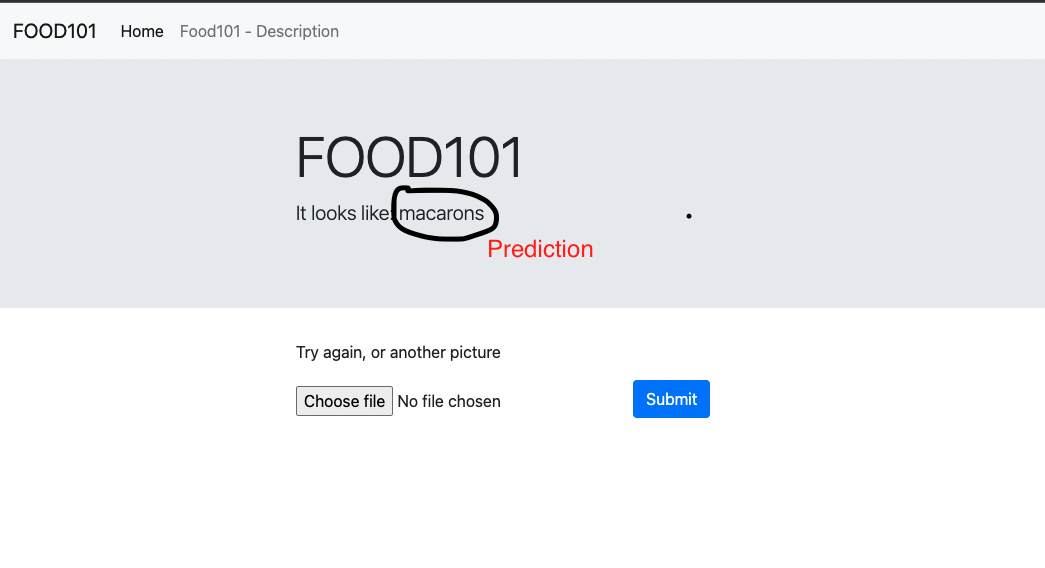 FOOD101 Home Food101 - Description
FOOD101
It looks like: macarons
Prediction
Try again, or another picture
Choose file No file chosen Submit